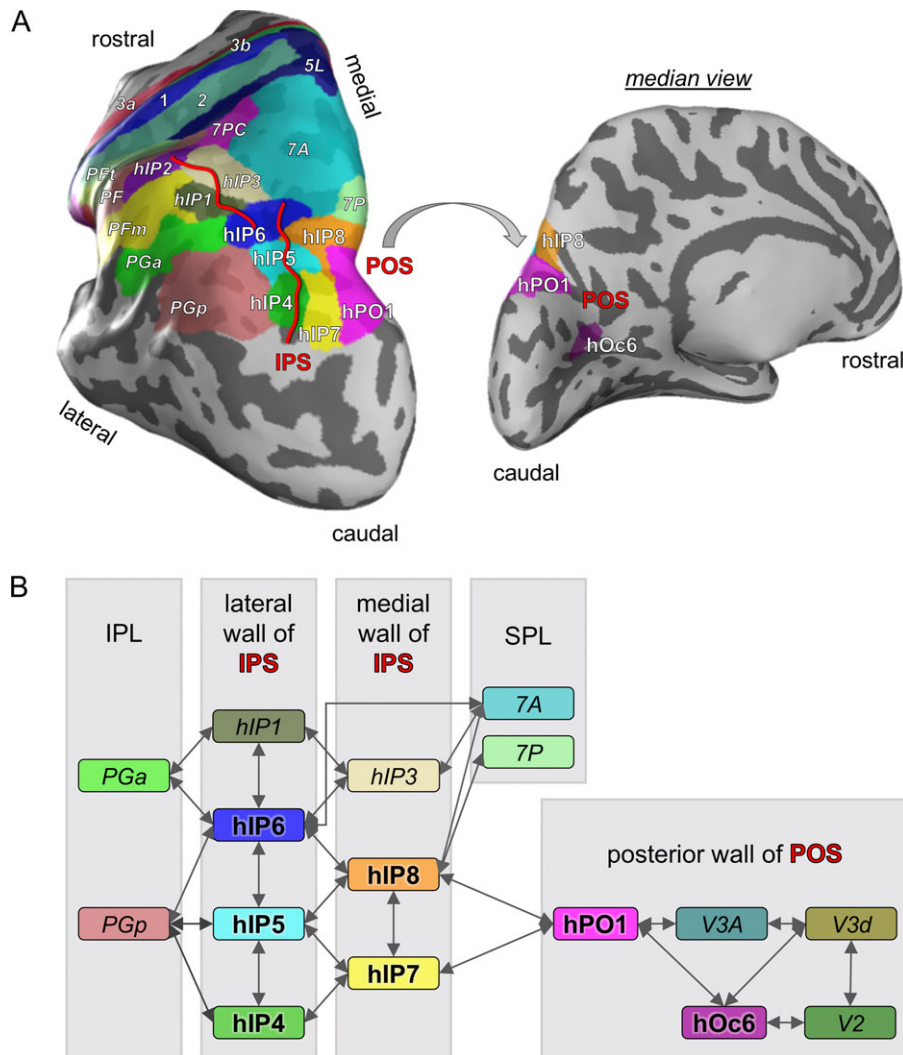 A
rostral
3b
5L
medial
median view
3a
1
2
7PC
7A
PFt
hIP2
hIP3
PF
hIP1
7P
PFm
hIP6
hIP8
hIP8
PGa
hIP5
POS
hPO1
POS
PGp
hIP4
hPO1
hIP7
hOc6
IPS
rostral
lateral
caudal
caudal
B
IPL
lateral
wall of
IPS
medial
wall of
IPS
SPL
hIP1
7A
7P
PGa
hIP3
hIP6
hIP8
posterior wall of POS
PGp
hIP5
hPO1
V3A
V3d
hIP7
hIP4
hOc6
V2